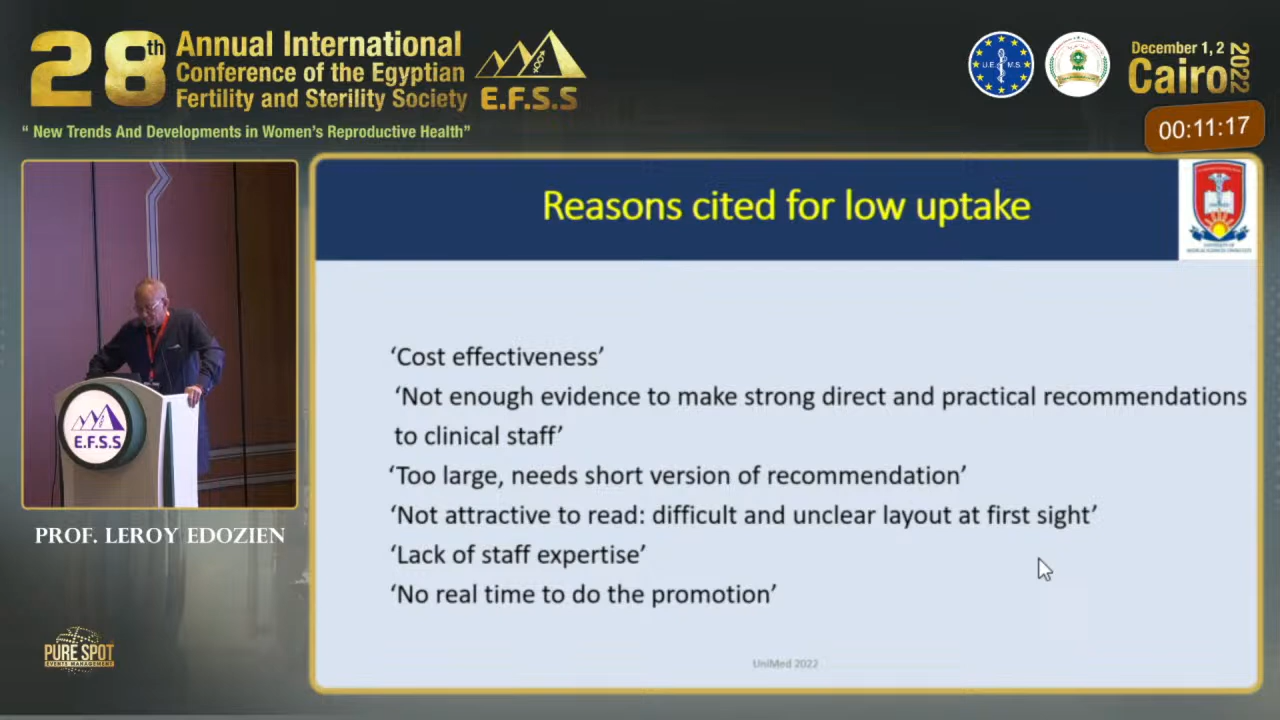 28th
Annual International
Conference of the Egyptian
Fertility and Sterility Society
E.F.S.S
“ New Trends And Developments in Women's Reproductive Health”
U.E.M.S.
December 1, 2
Cairo
2022
00:11:17
Reasons cited for low uptake
‘Cost effectiveness’
‘Not enough evidence to make strong direct and practical recommendations
to clinical staff’
‘Too large, needs short version of recommendation’
‘Not attractive to read: difficult and unclear layout at first sight’
‘Lack of staff expertise’
‘No real time to do the promotion’
UniMed 2022
E.F.S.S
PROF. LEROY EDOZIEN
PURE SPOT
EVENTS MANAGEMENT